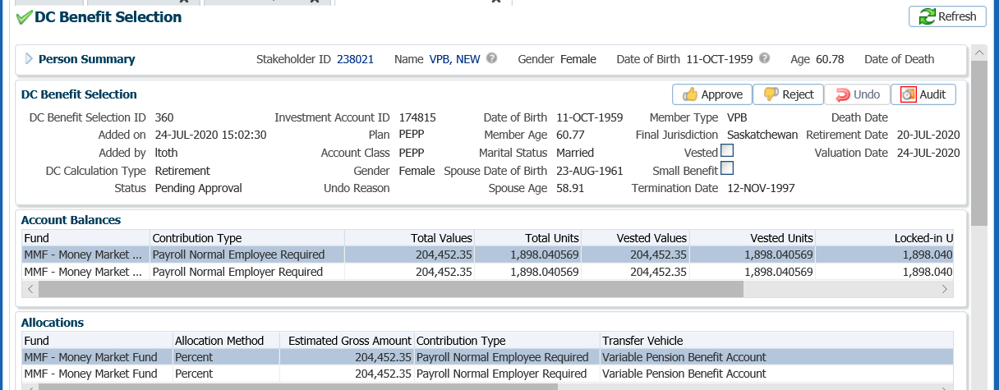 DC Benefit Selection
Refresh
Person Summary Stakeholder ID 238021 Name VPB, NEW Gender Female Date of Birth 11-OCT-1959 Age 60.78 Date of Death
DC Benefit Selection Approve Reject Undo Audit
DC Benefit Selection ID 360 Investment Account ID 174815 Date of Birth 11-OCT-1959 Member Type VPB Death Date
Added on 24-JUL-2020 15:02:30 Plan PEPP Member Age 60.77 Final Jurisdiction Saskatchewan Retirement Date 20-JUL-2020
Added by ltoth Account Class PEPP Marital Status Married Vested Valuation Date 24-JUL-2020
DC Calculation Type Retirement Gender Female Spouse Date of Birth 23-AUG-1961 Small Benefit
Status Pending Approval Undo Reason Spouse Age 58.91 Termination Date 12-NOV-1997
Account Balances
Fund Contribution Type Total Values Total Units Vested Values Vested Units Locked-in U
MMF - Money Market ... Payroll Normal Employee Required 204,452.35 1,898.040569 204,452.35 1,898.040569 1,898.040
MMF - Money Market ... Payroll Normal Employer Required 204,452.35 1,898.040569 204,452.35 1,898.040569 1,898.040
Allocations
Fund Allocation Method Estimated Gross Amount Contribution Type Transfer Vehicle
MMF - Money Market Fund Percent 204,452.35 Payroll Normal Employee Required Variable Pension Benefit Account
MMF - Money Market Fund Percent 204,452.35 Payroll Normal Employer Required Variable Pension Benefit Account